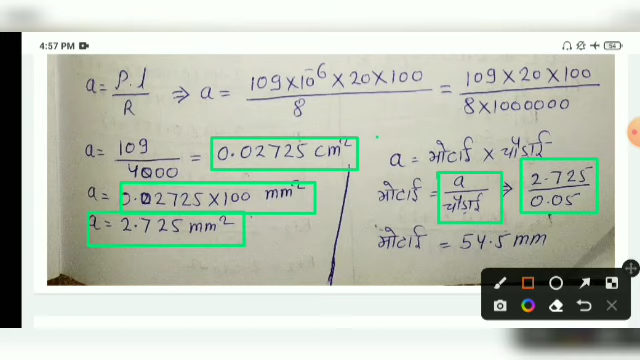 4:57 PM
54
a = ρ.l / R ⇒ a = 109×10⁻⁶×20×100 / 8 = 109×20×100 / 8×1000000
a = 109 / 4000 = 0.02725 cm²
a = 0.02725×100 mm²
a = 2.725 mm²
a = मोटाई × चौड़ाई
मोटाई = a / चौड़ाई ⇒ 2.725 / 0.05
मोटाई = 54.5 mm